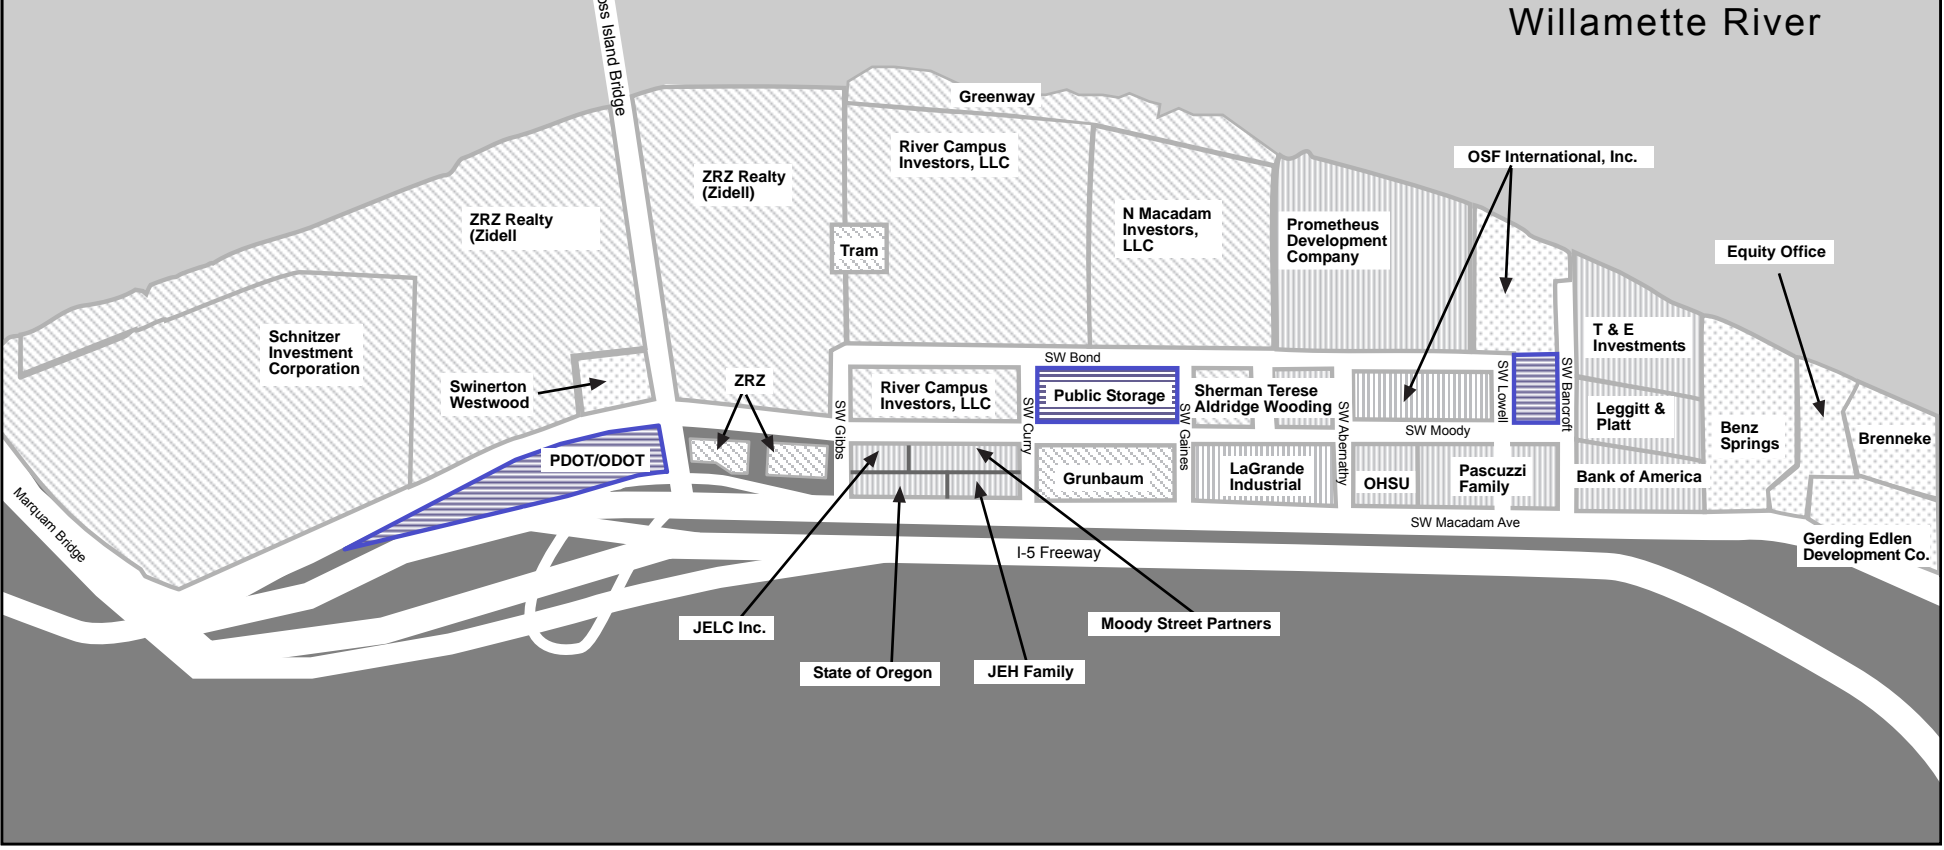 Willamette River
oss Island Bridge
Greenway
River Campus
Investors, LLC
OSF International, Inc.
ZRZ Realty
(Zidell)
ZRZ Realty
(Zidell
N Macadam
Investors,
LLC
Prometheus
Development
Company
Tram
Equity Office
Schnitzer
Investment
Corporation
T & E
Investments
SW Bond
Swinerton
Westwood
ZRZ
River Campus
Investors, LLC
Public Storage
Sherman Terese
Aldridge Wooding
SW Lowell
SW Bancroft
Leggitt &
Platt
SW Gibbs
SW Curry
SW Gaines
SW Abernathy
SW Moody
Benz
Springs
Brenneke
PDOT/ODOT
Grunbaum
LaGrande
Industrial
OHSU
Pascuzzi
Family
Bank of America
SW Macadam Ave
Marquam Bridge
I-5 Freeway
Gerding Edlen
Development Co.
JELC Inc.
Moody Street Partners
State of Oregon
JEH Family